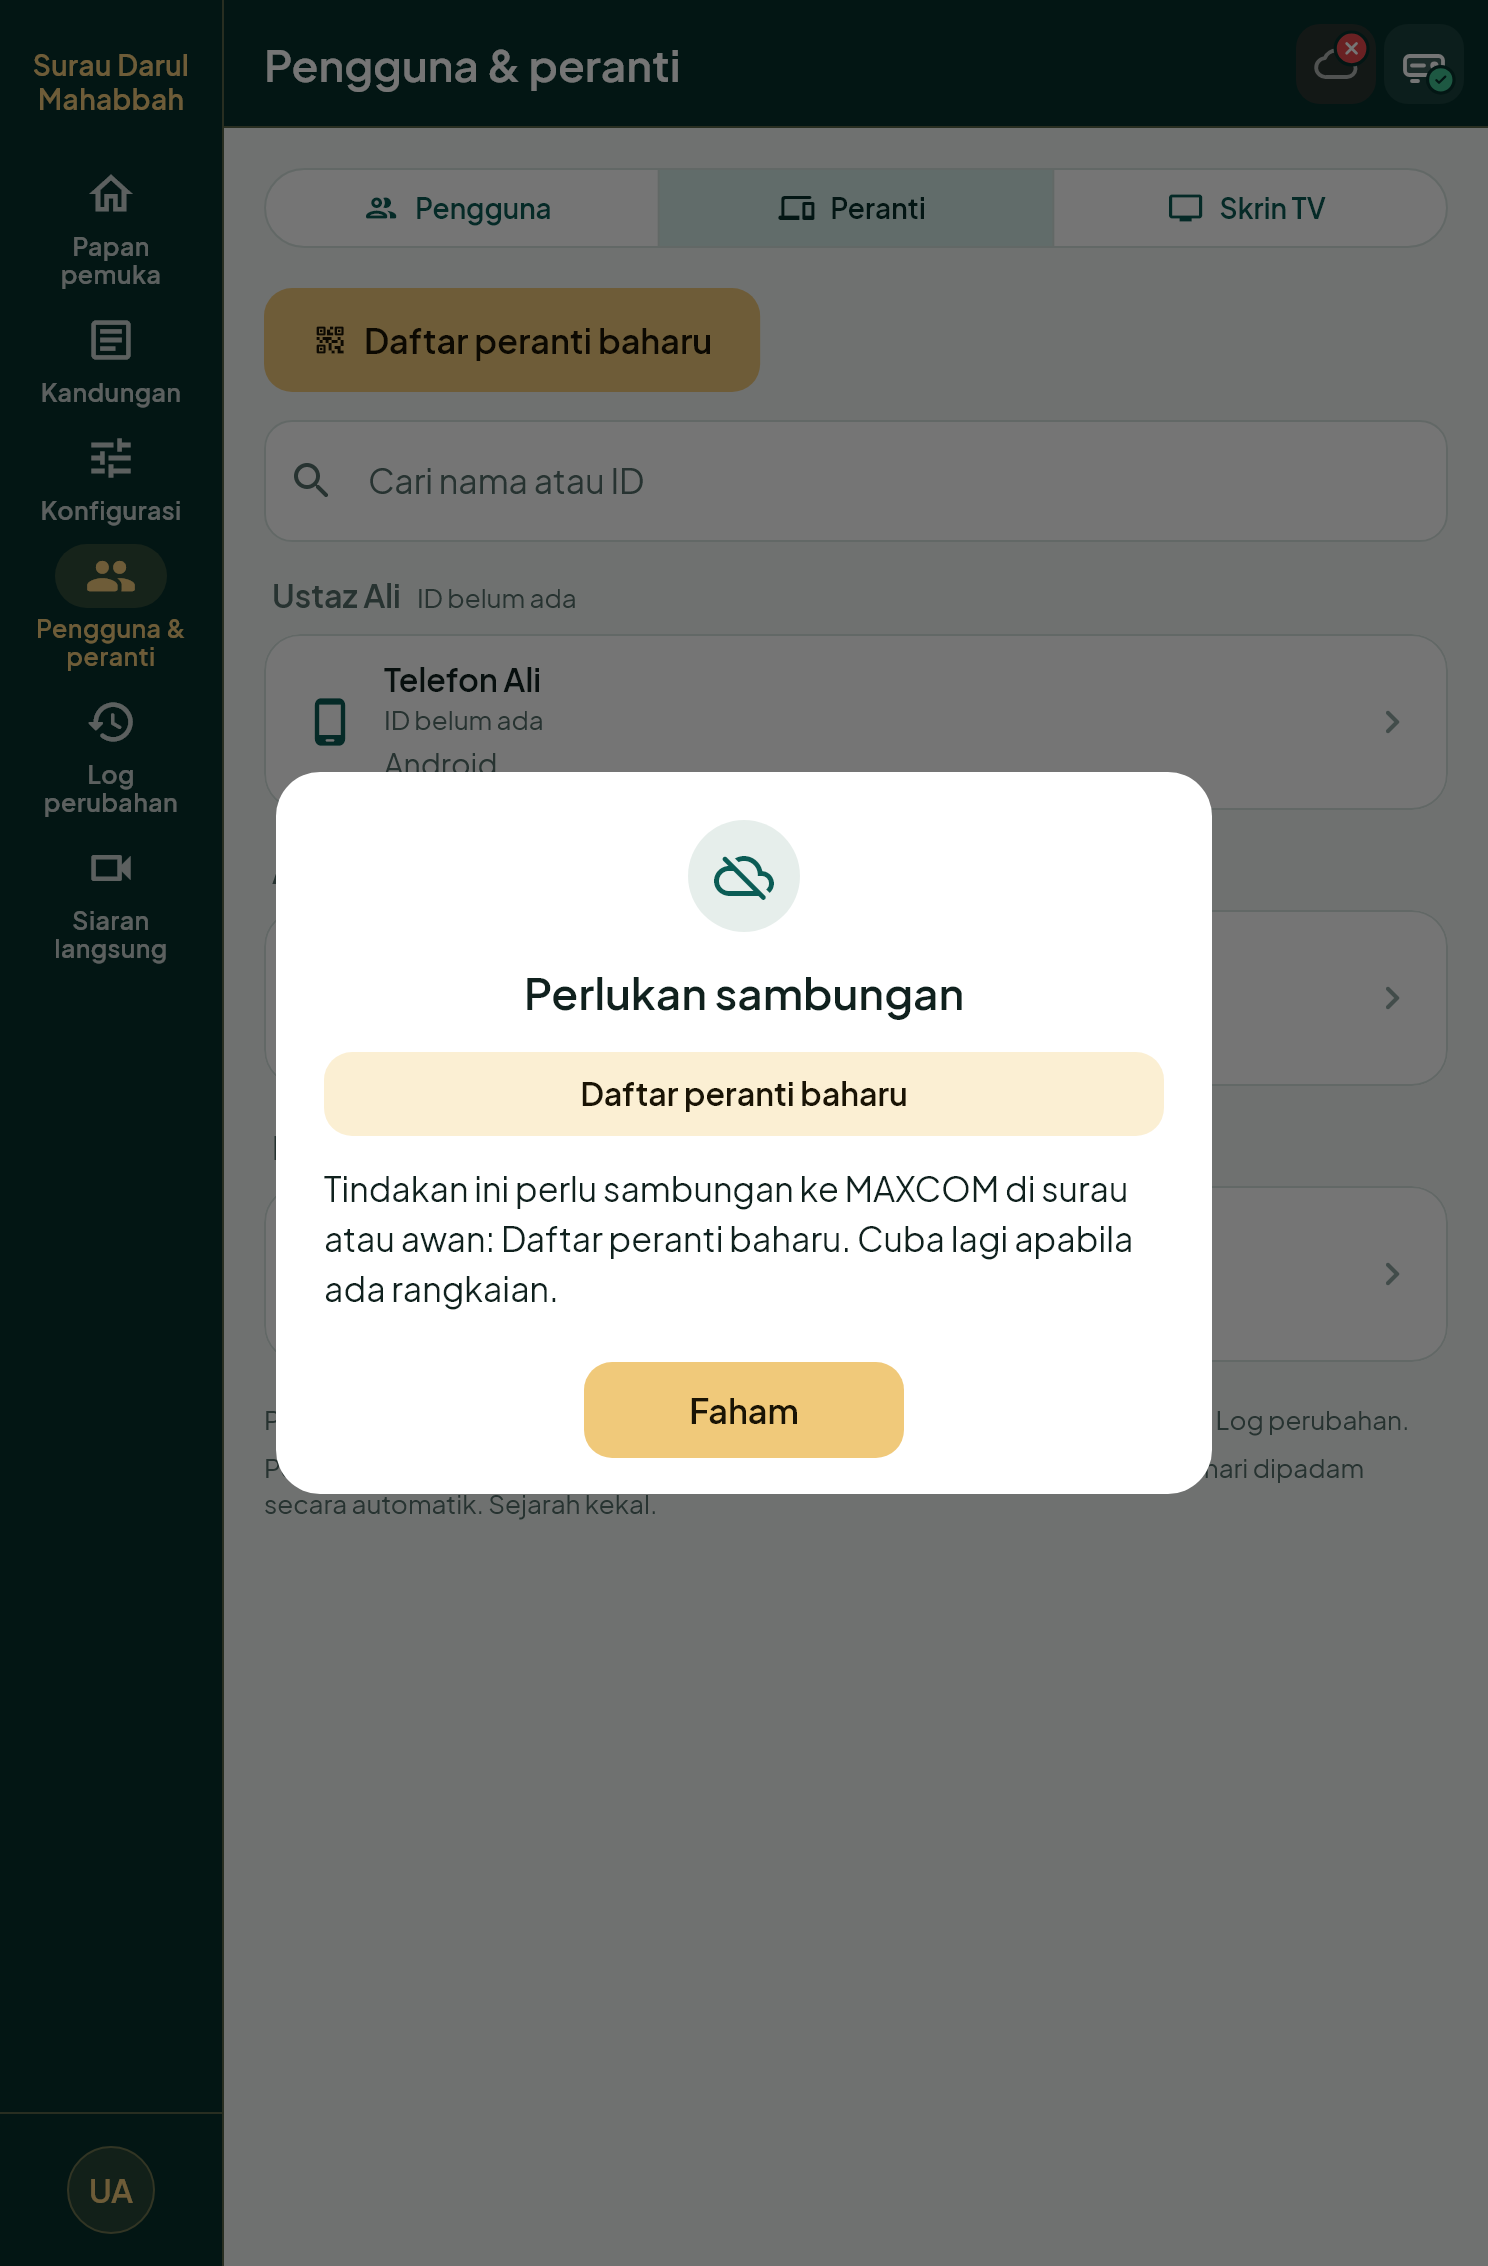 Surau Darul
Mahabbah
Papan
pemuka
Kandungan
Konfigurasi
Pengguna &
peranti
Log
perubahan
Siaran
langsung
UA
Pengguna & peranti
Pengguna
Peranti
Skrin TV
Daftar peranti baharu
Cari nama atau ID
Ustaz Ali ID belum ada
Telefon Ali
ID belum ada
Android
Perlukan sambungan
Daftar peranti baharu
Tindakan ini perlu sambungan ke MAXCOM di surau
atau awan: Daftar peranti baharu. Cuba lagi apabila
ada rangkaian.
Faham
Log perubahan.
hari dipadam
secara automatik. Sejarah kekal.